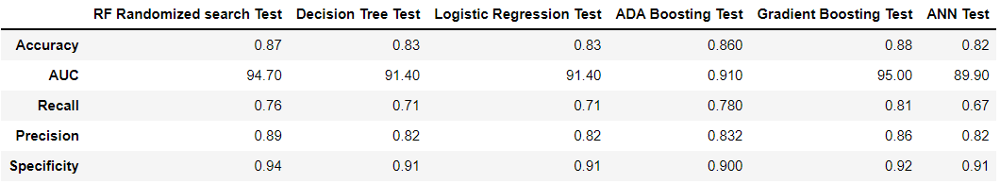 RF Randomized search Test Decision Tree Test Logistic Regression Test ADA Boosting Test Gradient Boosting Test ANN Test
Accuracy 0.87 0.83 0.83 0.860 0.88 0.82
AUC 94.70 91.40 91.40 0.910 95.00 89.90
Recall 0.76 0.71 0.71 0.780 0.81 0.67
Precision 0.89 0.82 0.82 0.832 0.86 0.82
Specificity 0.94 0.91 0.91 0.900 0.92 0.91